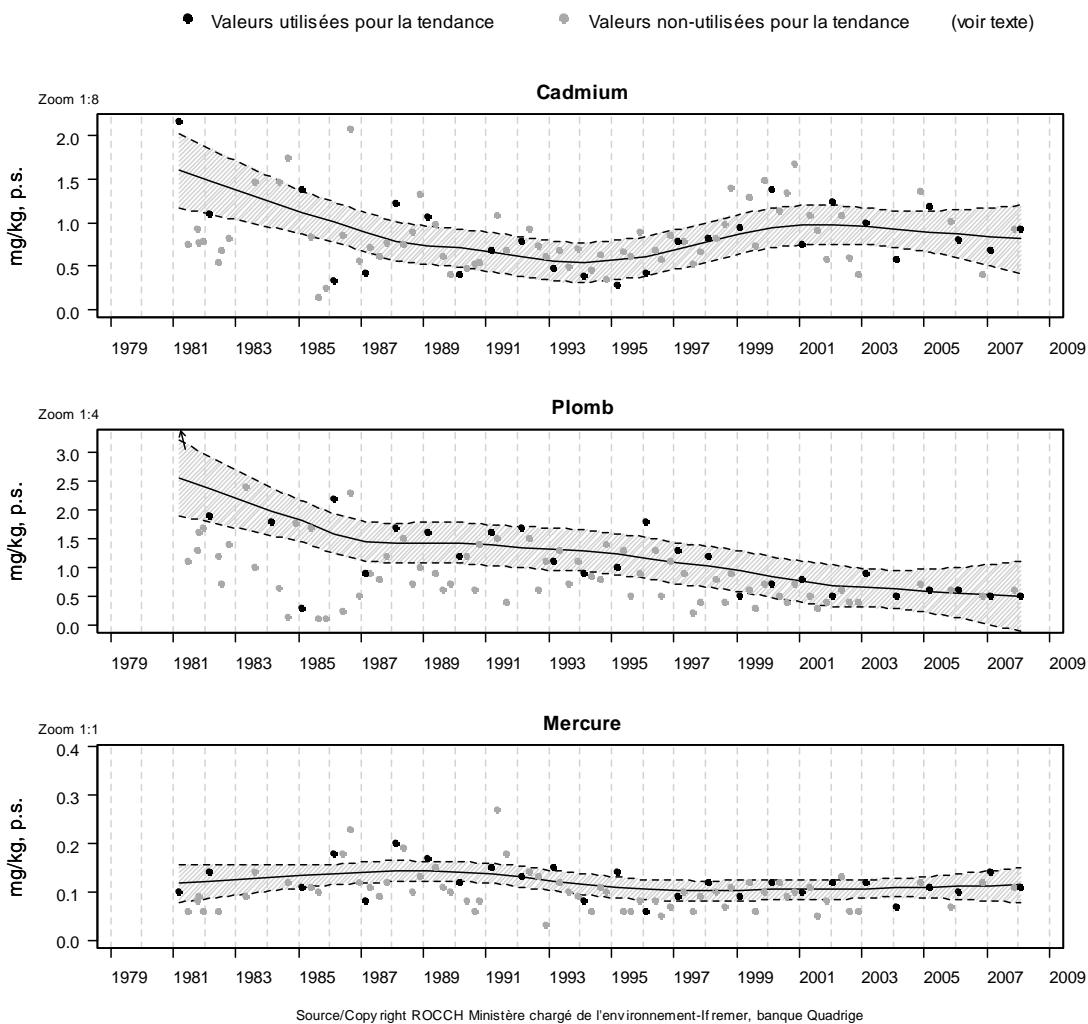 Valeurs utilisées pour la tendance Valeurs non-utilisées pour la tendance (voir texte)
Zoom 1:8
Cadmium
mg/kg, p.s.
2.0
1.5
1.0
0.5
0.0
1979 1981 1983 1985 1987 1989 1991 1993 1995 1997 1999 2001 2003 2005 2007 2009
Zoom 1:4
Plomb
mg/kg, p.s.
3.0
2.5
2.0
1.5
1.0
0.5
0.0
1979 1981 1983 1985 1987 1989 1991 1993 1995 1997 1999 2001 2003 2005 2007 2009
Zoom 1:1
Mercure
mg/kg, p.s.
0.4
0.3
0.2
0.1
0.0
1979 1981 1983 1985 1987 1989 1991 1993 1995 1997 1999 2001 2003 2005 2007 2009
Source/Copyright ROCCH Ministère chargé de l'environnement-Ifremer, banque Quadrige